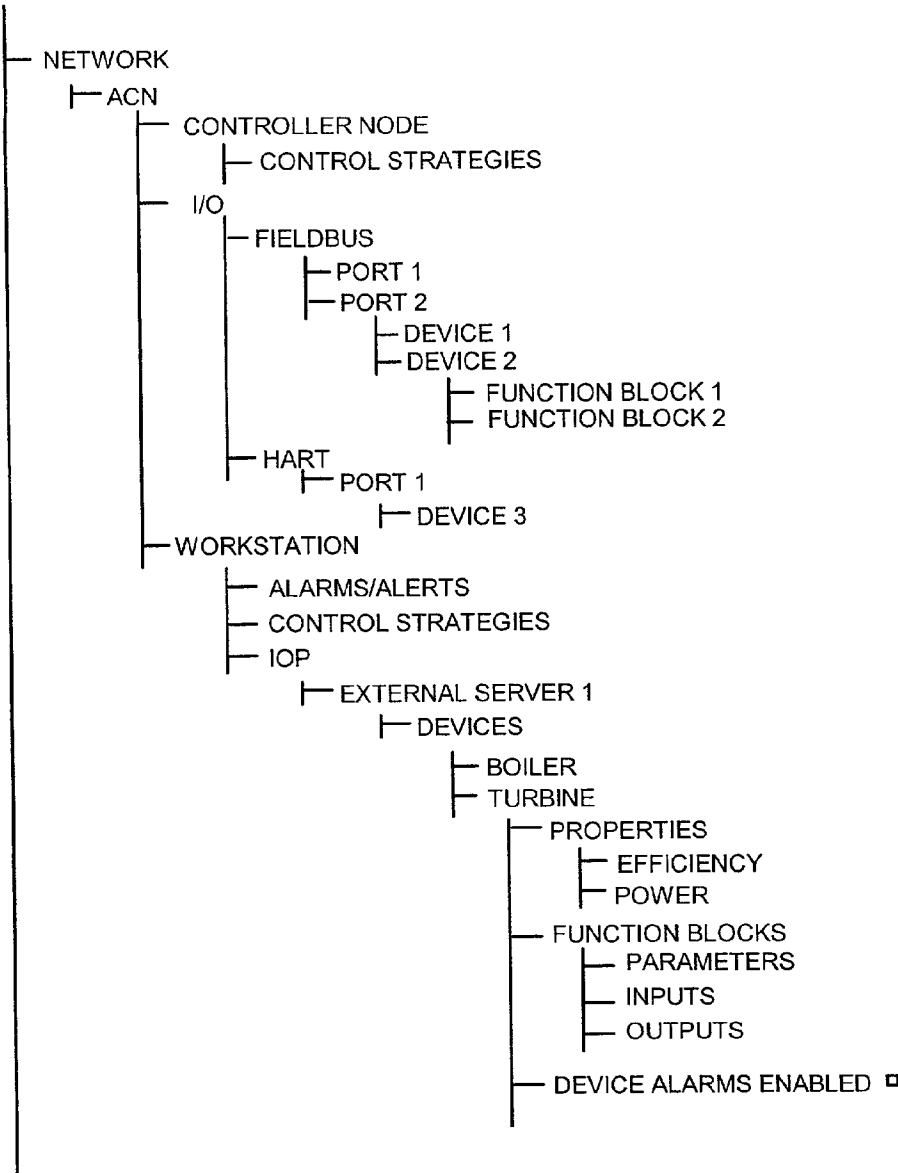 NETWORK
ACN
CONTROLLER NODE
CONTROL STRATEGIES
I/O
FIELDBUS
PORT 1
PORT 2
DEVICE 1
DEVICE 2
FUNCTION BLOCK 1
FUNCTION BLOCK 2
HART
PORT 1
DEVICE 3
WORKSTATION
ALARMS/ALERTS
CONTROL STRATEGIES
IOP
EXTERNAL SERVER 1
DEVICES
BOILER
TURBINE
PROPERTIES
EFFICIENCY
POWER
FUNCTION BLOCKS
PARAMETERS
INPUTS
OUTPUTS
DEVICE ALARMS ENABLED